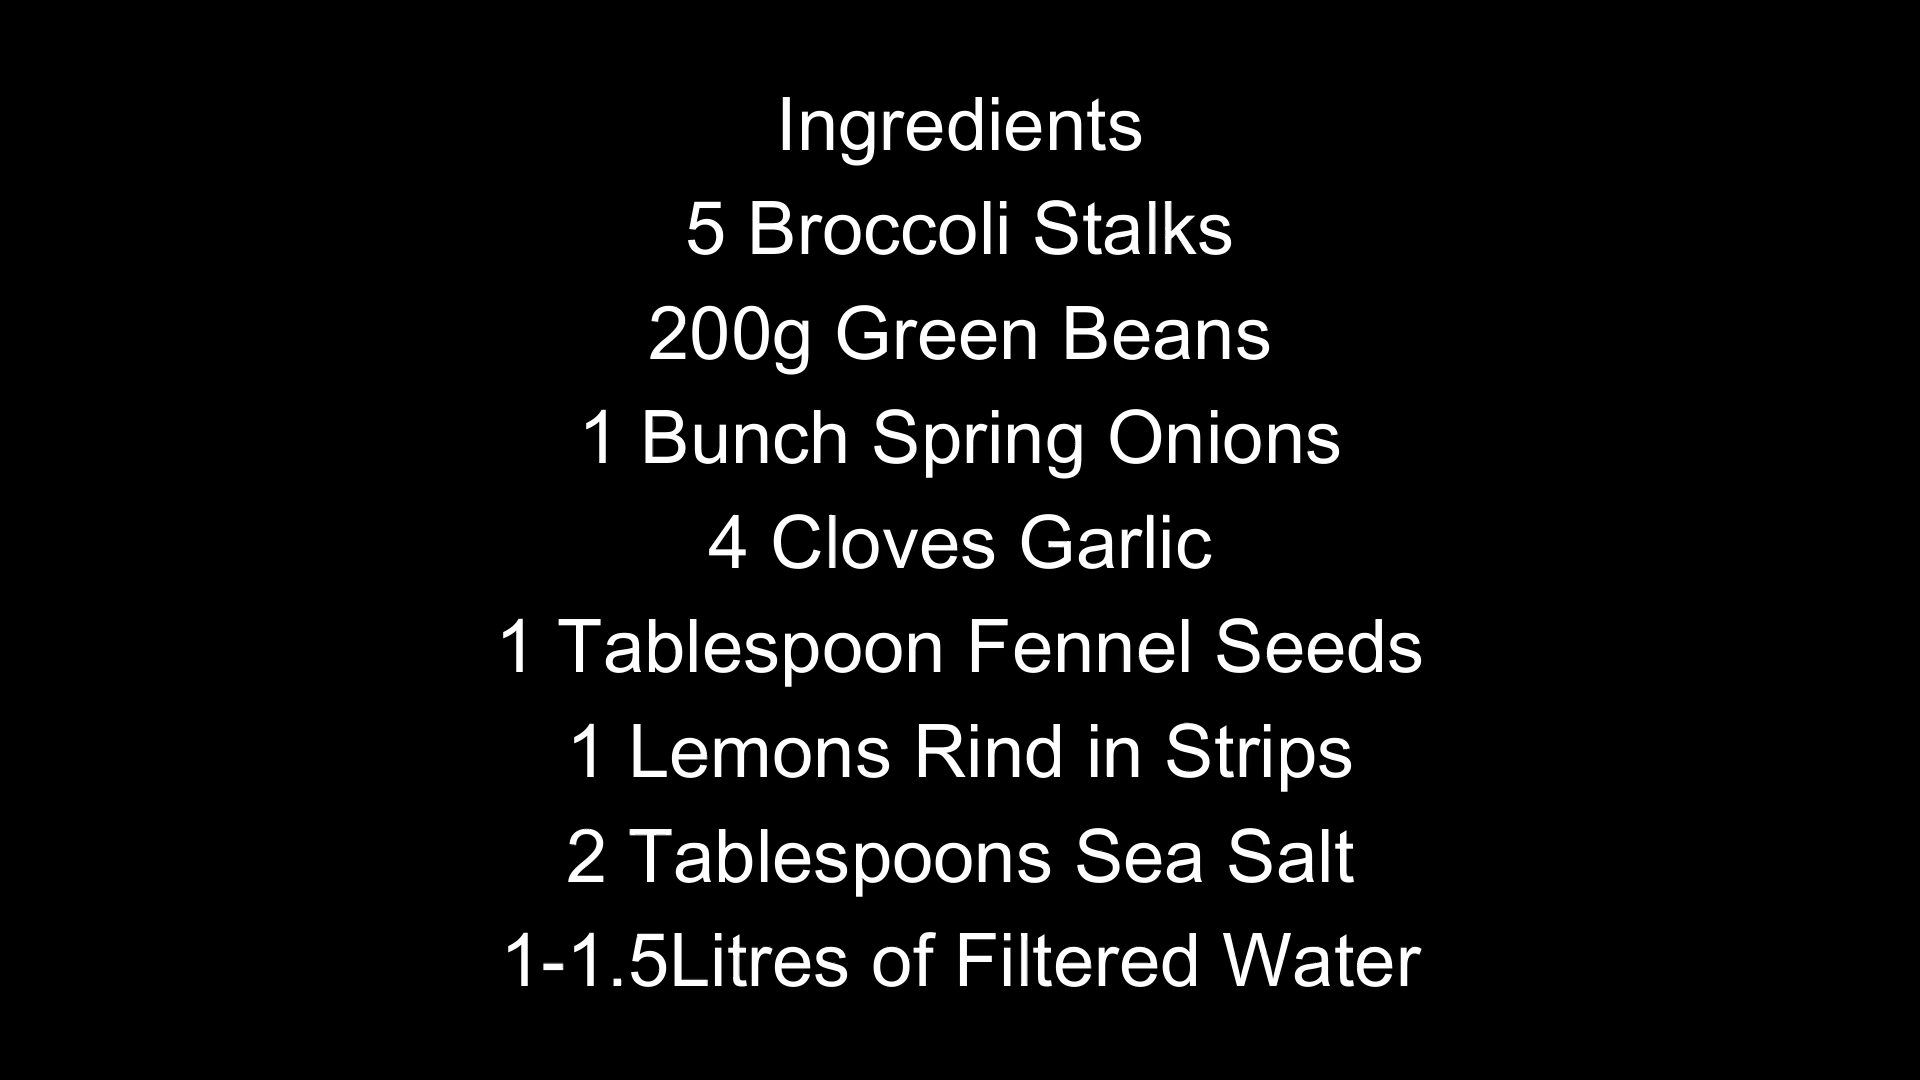 Ingredients
5 Broccoli Stalks
200g Green Beans
1 Bunch Spring Onions
4 Cloves Garlic
1 Tablespoon Fennel Seeds
1 Lemons Rind in Strips
2 Tablespoons Sea Salt
1-1.5Litres of Filtered Water